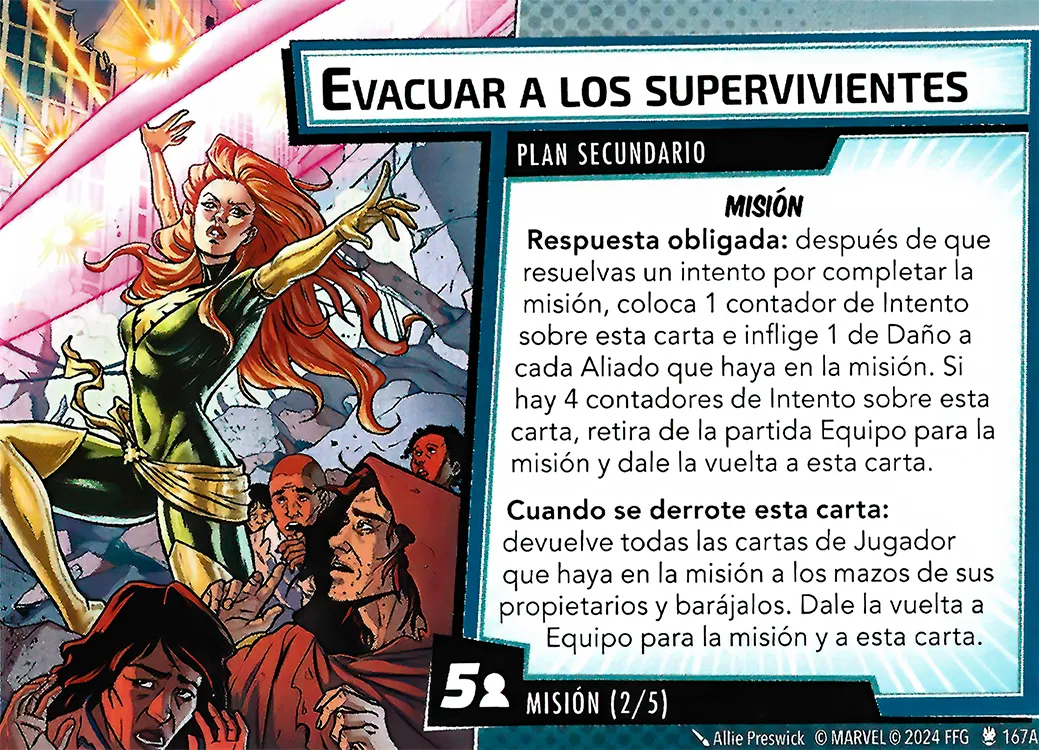 EVACUAR A LOS SUPERVIVIENTES
PLAN SECUNDARIO
MISIÓN
Respuesta obligada: después de que
resuelvas un intento por completar la
misión, coloca 1 contador de Intento
sobre esta carta e inflige 1 de Daño a
cada Aliado que haya en la misión. Si
hay 4 contadores de Intento sobre esta
carta, retira de la partida Equipo para la
misión y dale la vuelta a esta carta.
Cuando se derrote esta carta:
devuelve todas las cartas de Jugador
que haya en la misión a los mazos de sus
propietarios y barájalos. Dale la vuelta a
Equipo para la misión y a esta carta.
5
MISIÓN (2/5)
Allie Preswick © MARVEL © 2024 FFG 167A